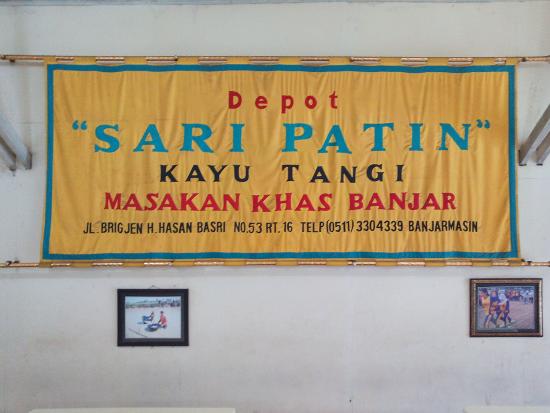 Depot
"SARI PATIN"
KAYU TANGI
MASAKAN KHAS BANJAR
JL. BRIGJEN H. HASAN BASRI NO.53 RT. 16 TELP (0511) 3304339 BANJARMASIN